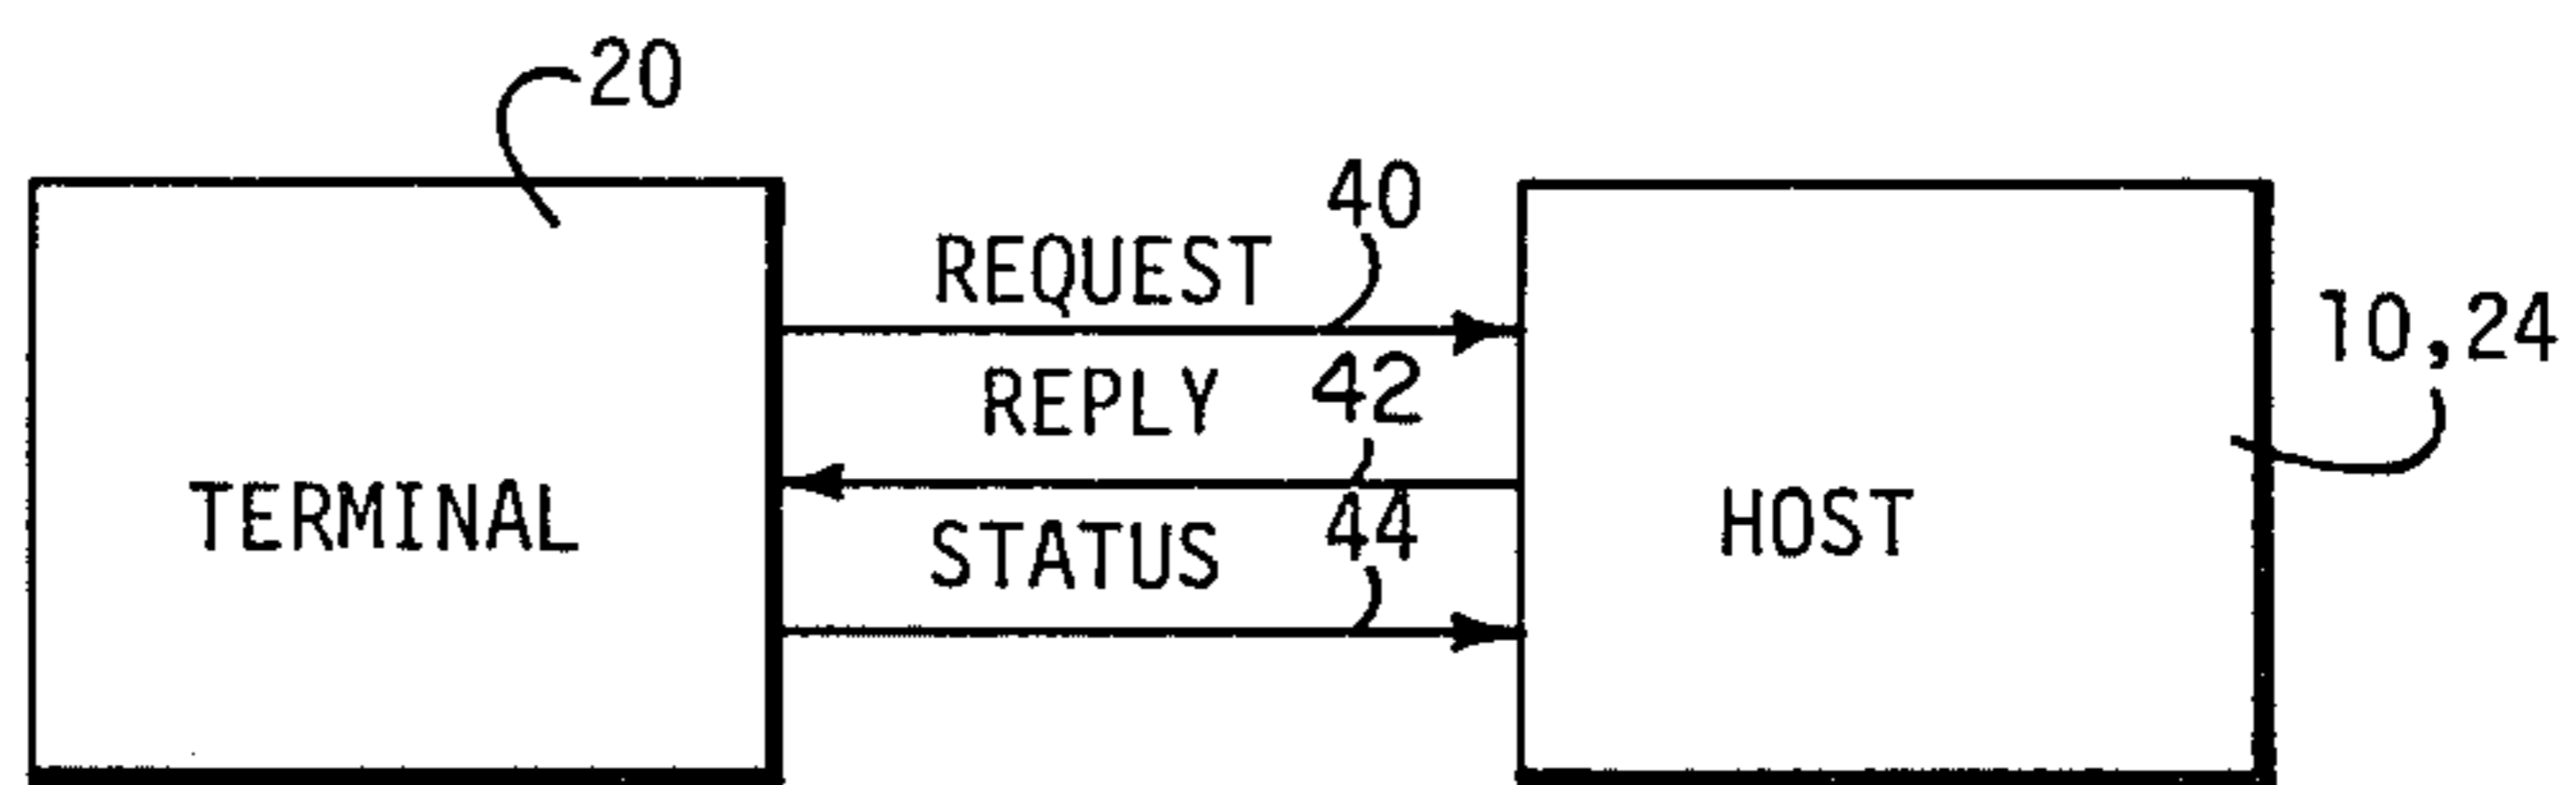 20
40
REQUEST
10,24
REPLY 42
TERMINAL
STATUS 44
HOST